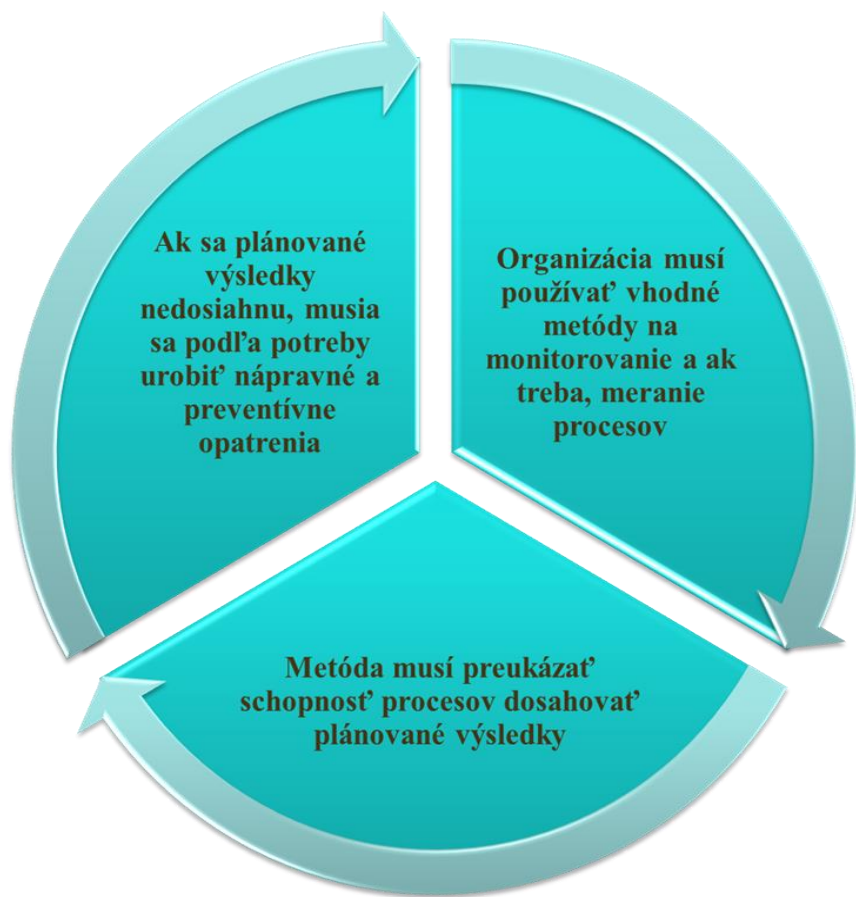 Ak sa plánované
výsledky
nedosiahnu, musia
sa podľa potreby
urobiť nápravné a
preventívne
opatrenia
Organizácia musí
používať vhodné
metódy na
monitorovanie a ak
treba, meranie
procesov
Metóda musí preukázať
schopnosť procesov dosahovať
plánované výsledky